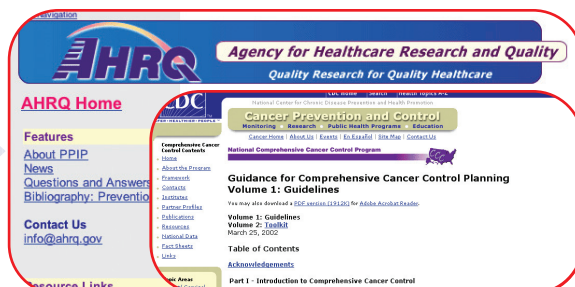 Navigation
AHRQ
Agency for Healthcare Research and Quality
Quality Research for Quality Healthcare
AHRQ Home
Features
About PPIP
News
Questions and Answers
Bibliography: Preventio
Contact Us
info@ahrq.gov
Resource Links
CDC
CDC Home Search Health Topics A-Z
National Center for Chronic Disease Prevention and Health Promotion
Cancer Prevention and Control
Monitoring Research Public Health Programs Education
Cancer Home | About Us | Events | En Español | Site Map | Contact Us
National Comprehensive Cancer Control Program
Comprehensive Cancer
Control Contents
Home
About the Program
Framework
Contacts
Institutes
Partner Profiles
Publications
Resources
National Data
Fact Sheets
Links
Topic Areas
Guidance for Comprehensive Cancer Control Planning
Volume 1: Guidelines
You may also download a PDF version (1912K) for Adobe Acrobat Reader.
Volume 1: Guidelines
Volume 2: Toolkit
March 25, 2002
Table of Contents
Acknowledgements
Part I - Introduction to Comprehensive Cancer Control